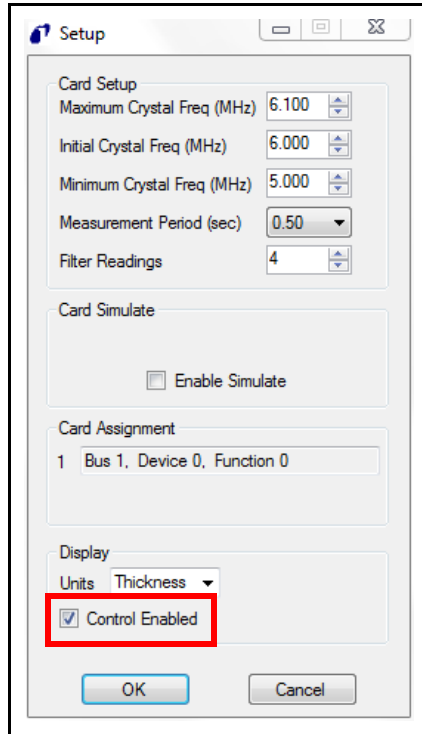 Setup
Card Setup
Maximum Crystal Freq (MHz) 6.100
Initial Crystal Freq (MHz) 6.000
Minimum Crystal Freq (MHz) 5.000
Measurement Period (sec) 0.50
Filter Readings 4
Card Simulate
Enable Simulate
Card Assignment
1 Bus 1, Device 0, Function 0
Display
Units Thickness
Control Enabled
OK Cancel